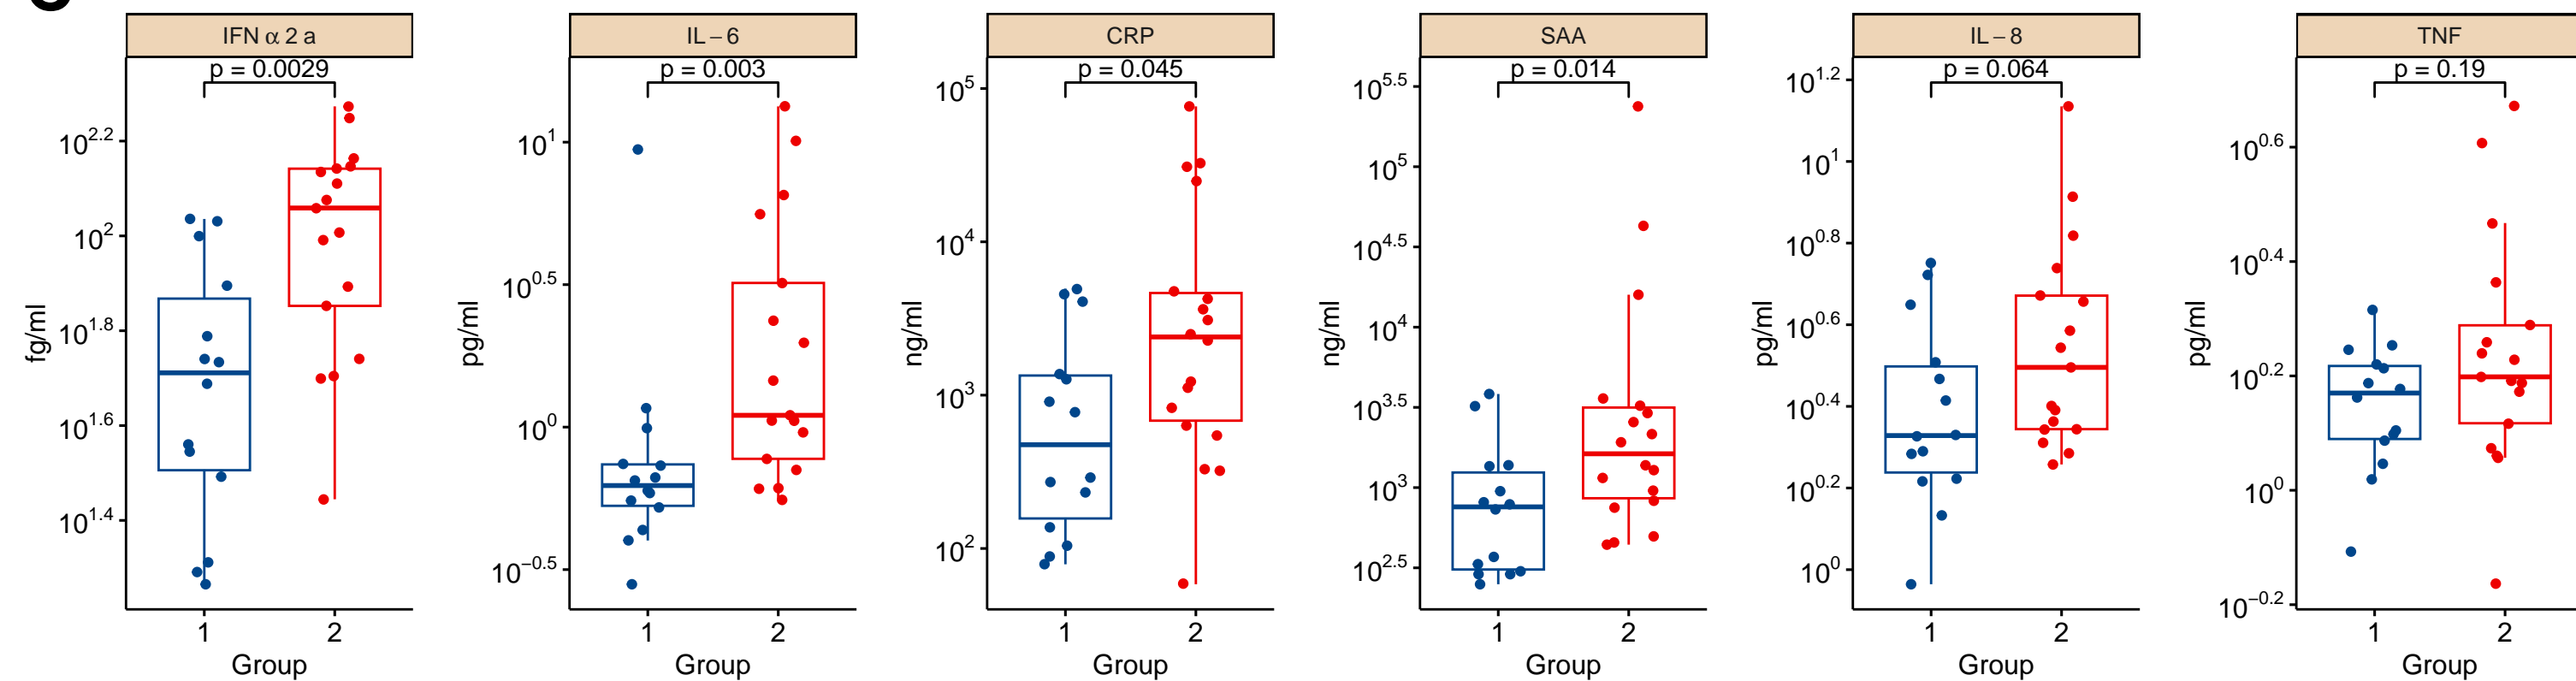 IFN α 2 a
p = 0.0029
fg/ml
10^2.2
10^2
10^1.8
10^1.6
10^1.4
1 2
Group
IL – 6
p = 0.003
pg/ml
10^1
10^0.5
10^0
10^−0.5
1 2
Group
CRP
p = 0.045
ng/ml
10^5
10^4
10^3
10^2
1 2
Group
SAA
p = 0.014
ng/ml
10^5.5
10^5
10^4.5
10^4
10^3.5
10^3
10^2.5
1 2
Group
IL – 8
p = 0.064
pg/ml
10^1.2
10^1
10^0.8
10^0.6
10^0.4
10^0.2
10^0
1 2
Group
TNF
p = 0.19
pg/ml
10^0.6
10^0.4
10^0.2
10^0
10^−0.2
1 2
Group